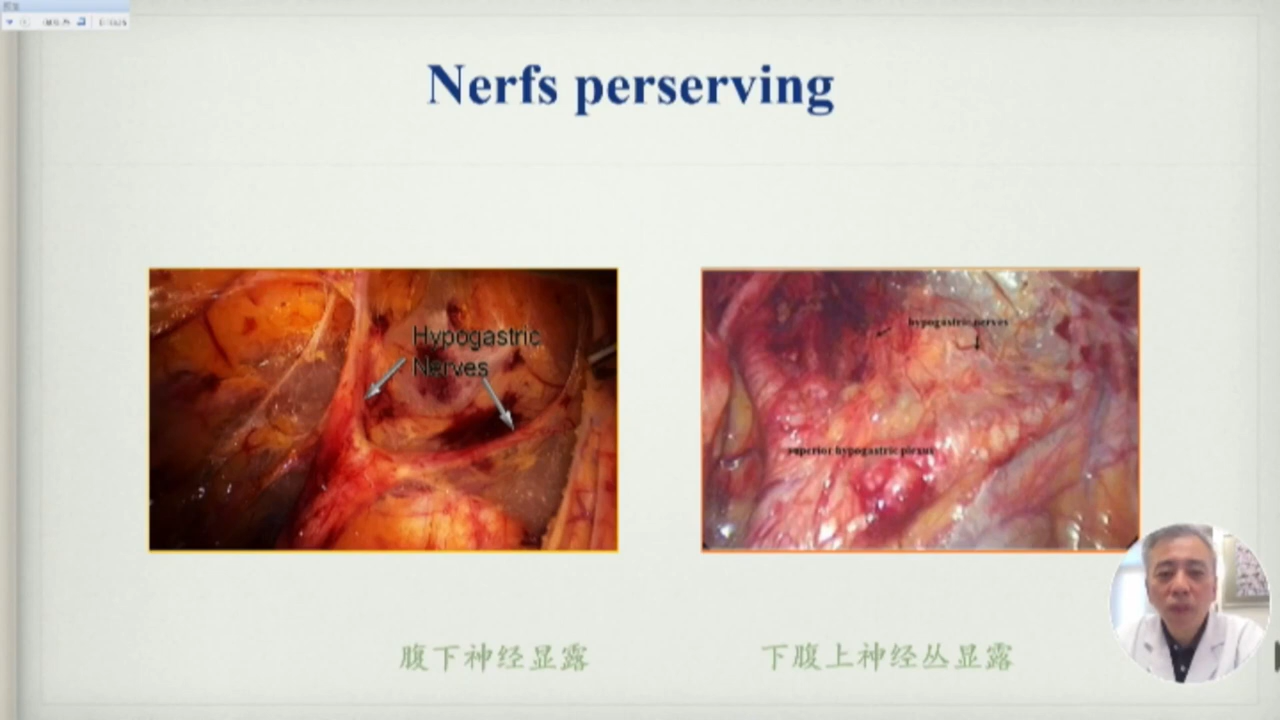 Nerfs perserving
Hypogastric
Nerves
hypogastric nerves
superior hypogastric plexus
腹下神经显露
下腹上神经丛显露